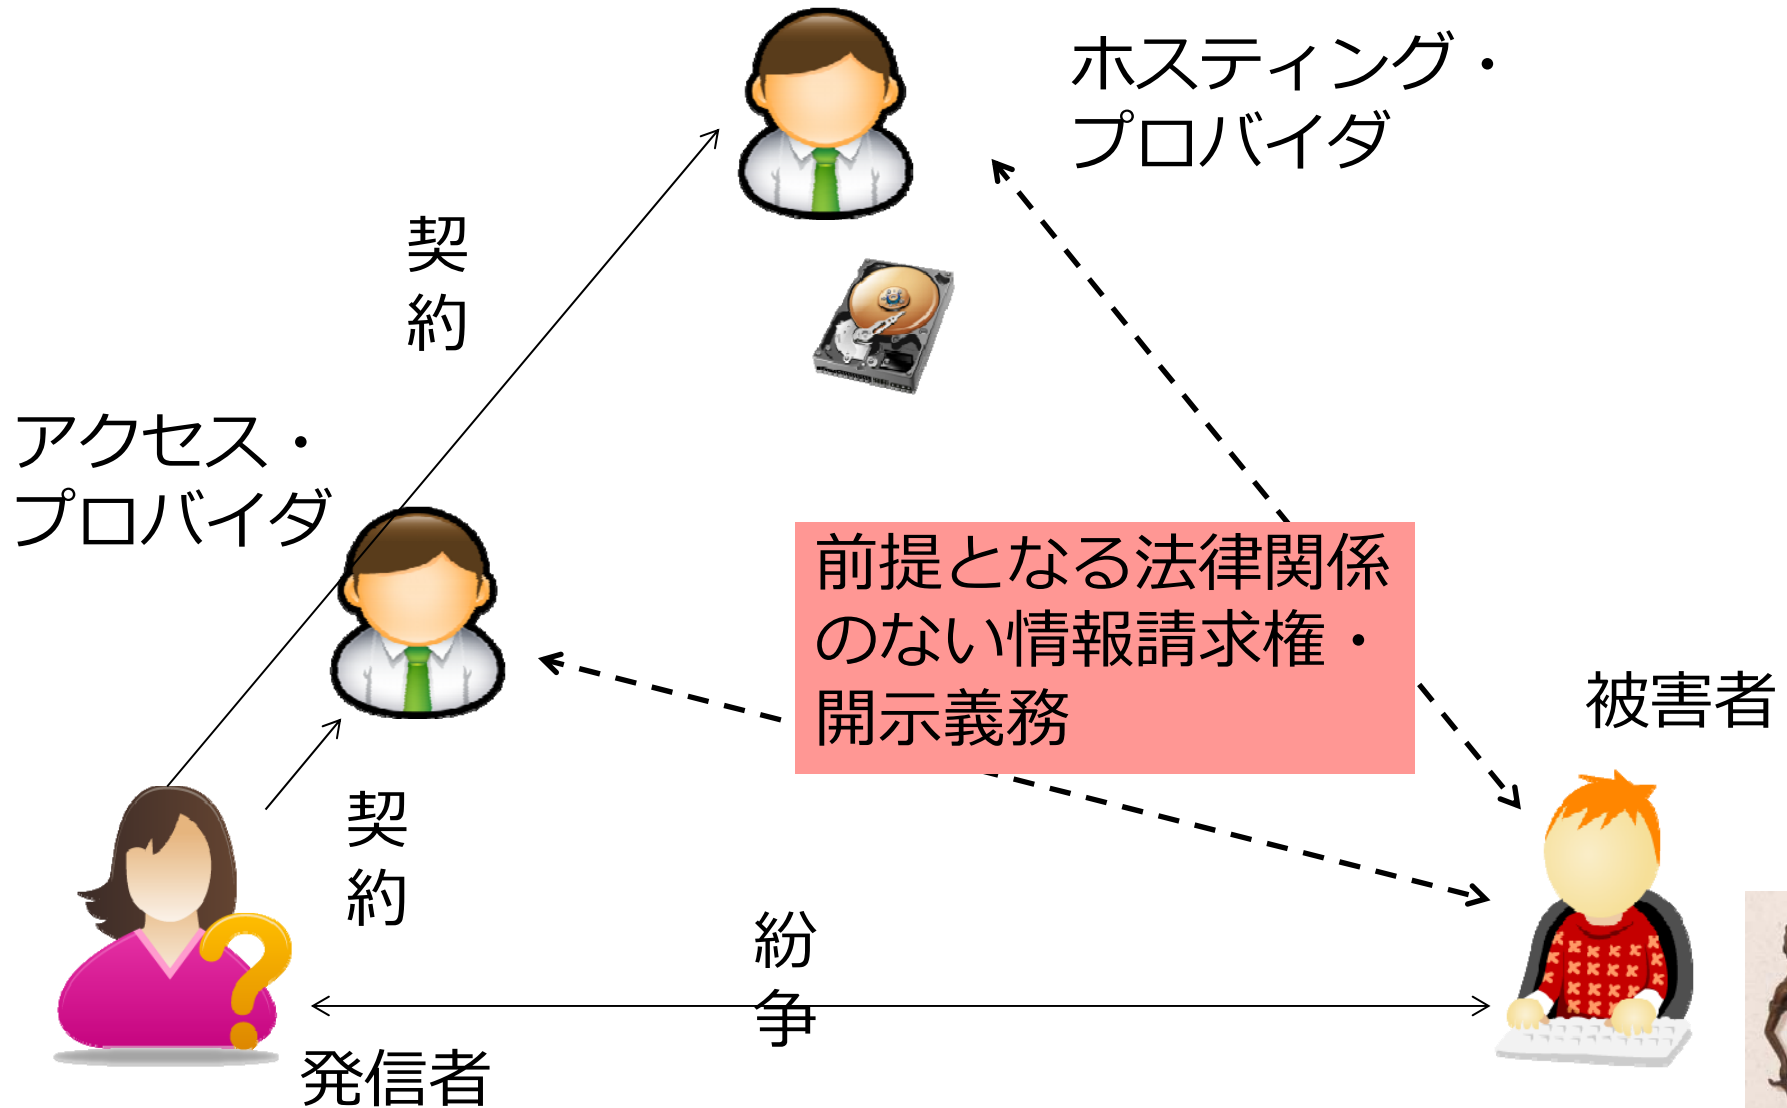 ホスティング・
プロバイダ
契
約
アクセス・
プロバイダ
前提となる法律関係
のない情報請求権・
開示義務
被害者
契
約
紛
争
発信者